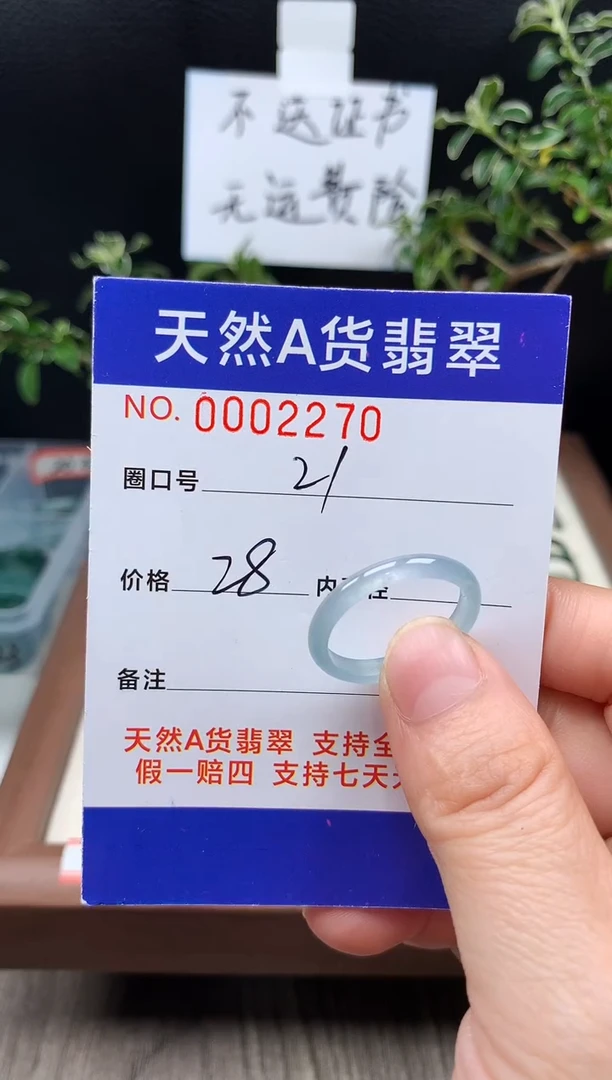 不送证书
无运费险
天然A货翡翠
NO. 0002270
圈口号 21
价格 28 内
备注
天然A货翡翠 支持全
假一赔四 支持七天